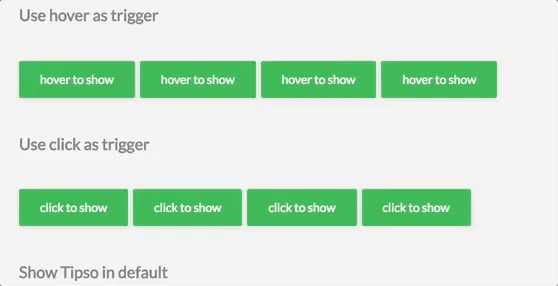 Use hover as trigger
hover to show hover to show hover to show hover to show
Use click as trigger
click to show click to show click to show click to show
Show Tipso in default